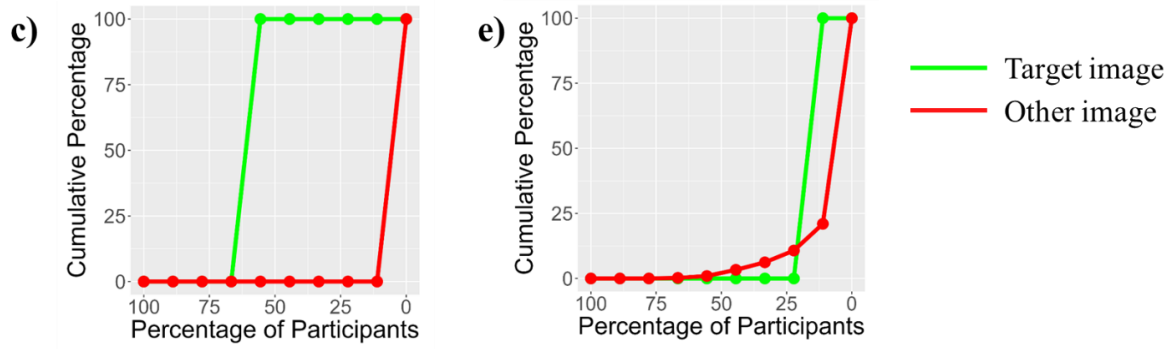 c)
100
75
50
25
0
Cumulative Percentage
100 75 50 25 0
Percentage of Participants
e)
100
75
50
25
0
Cumulative Percentage
100 75 50 25 0
Percentage of Participants
Target image
Other image